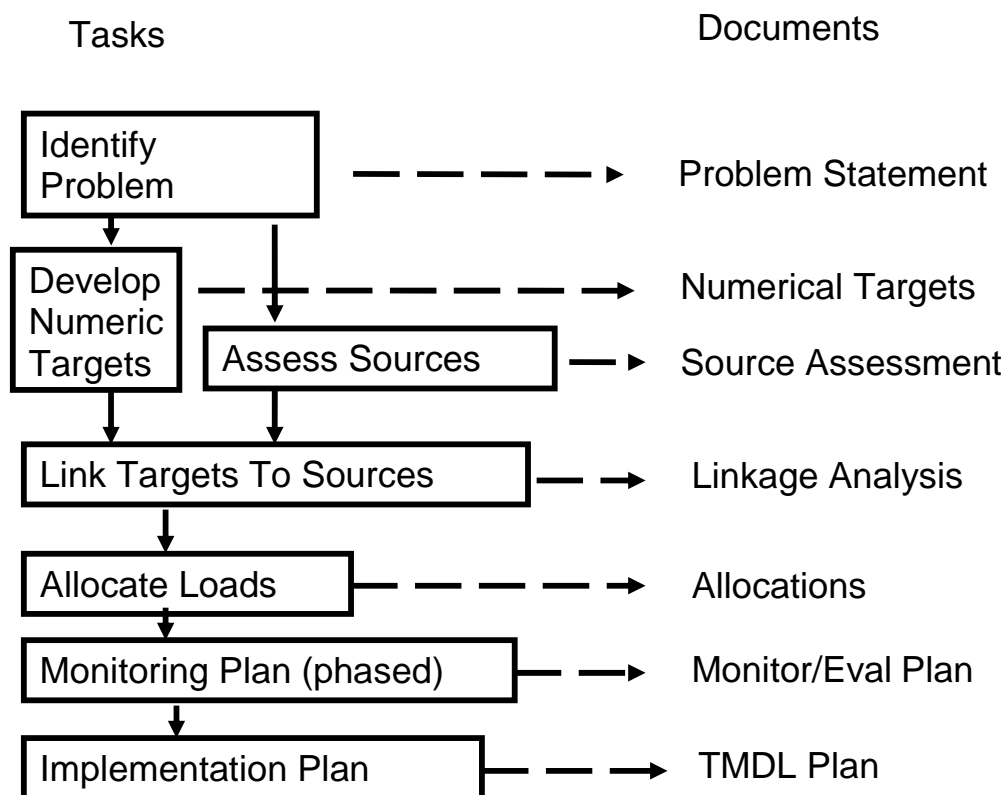 Tasks
Documents
Identify
Problem
Problem Statement
Develop
Numeric
Targets
Numerical Targets
Assess Sources
Source Assessment
Link Targets To Sources
Linkage Analysis
Allocate Loads
Allocations
Monitoring Plan (phased)
Monitor/Eval Plan
Implementation Plan
TMDL Plan